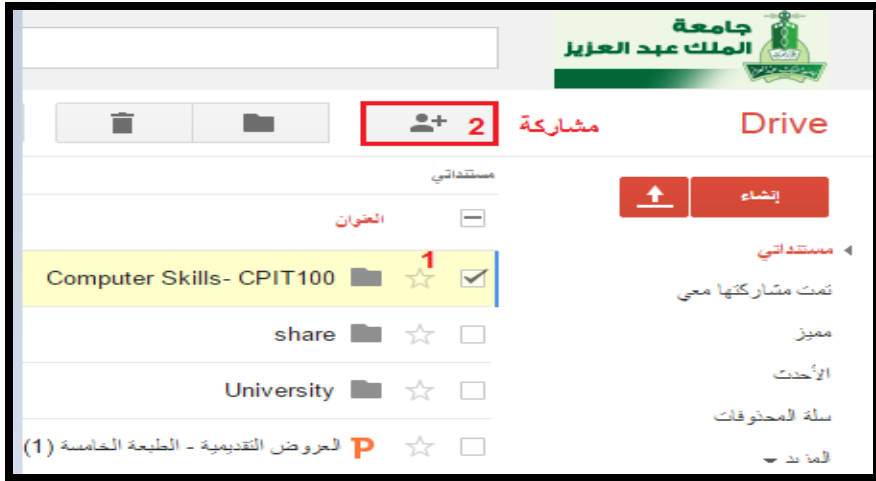 جامعة
الملك عبد العزيز
Drive
مشاركة
2
إنشاء
مستنداتي
تمت مشاركتها معي
مميز
الأحدث
سلة المحذوفات
المزيد
مستنداتي
العنوان
1
Computer Skills- CPIT100
share
University
العروض التقديمية - الطبعة الخامسة (1)